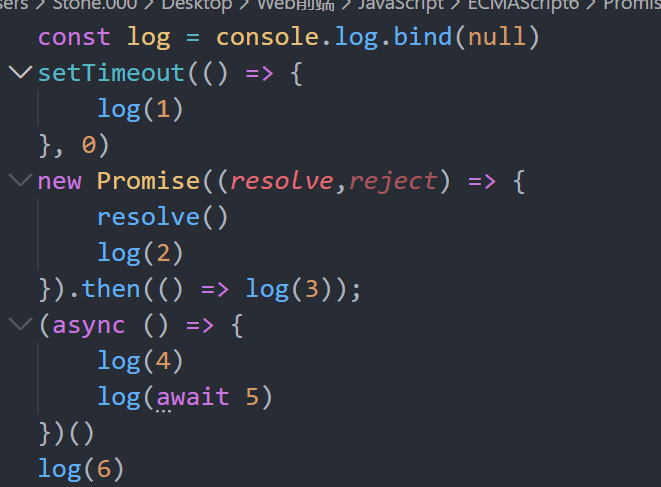 sers > Stone.000 > Desktop > Web前端 > JavaScript > ECMAScript6 > Promis
const log = console.log.bind(null)
setTimeout(() => {
    log(1)
}, 0)
new Promise((resolve,reject) => {
    resolve()
    log(2)
}).then(() => log(3));
(async () => {
    log(4)
    log(await 5)
})()
log(6)